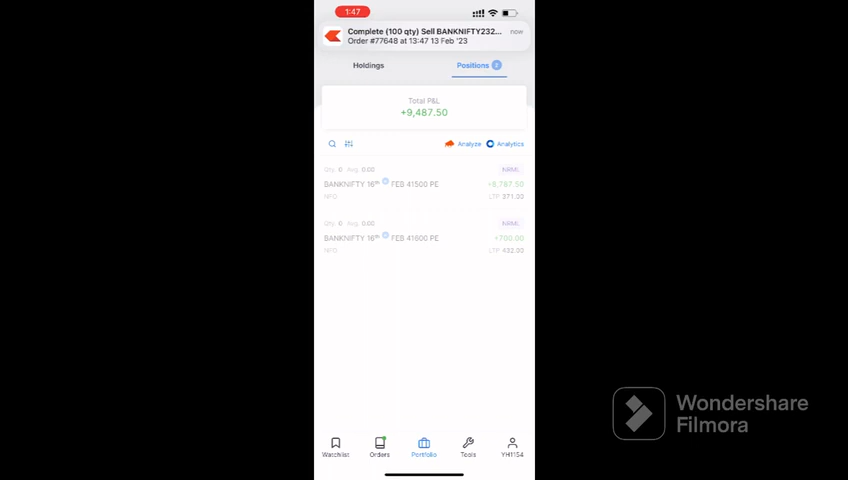 1:47
Complete (100 qty) Sell BANKNIFTY232...
now
Order #77648 at 13:47 13 Feb '23
Holdings
Positions 2
Total P&L
+9,487.50
Analyze
Analytics
Qty. 0 Avg. 0.00
NRML
BANKNIFTY 16th FEB 41500 PE
+8,787.50
NFO
LTP 371.00
Qty. 0 Avg. 0.00
NRML
BANKNIFTY 16th FEB 41600 PE
+700.00
NFO
LTP 432.00
Watchlist
Orders
Portfolio
Tools
YH1154
Wondershare
Filmora